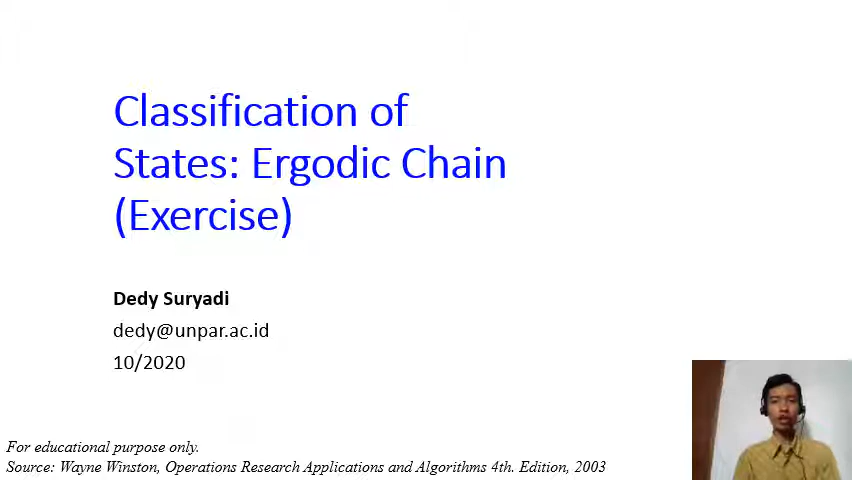 Classification of
States: Ergodic Chain
(Exercise)
Dedy Suryadi
dedy@unpar.ac.id
10/2020
For educational purpose only.
Source: Wayne Winston, Operations Research Applications and Algorithms 4th. Edition, 2003